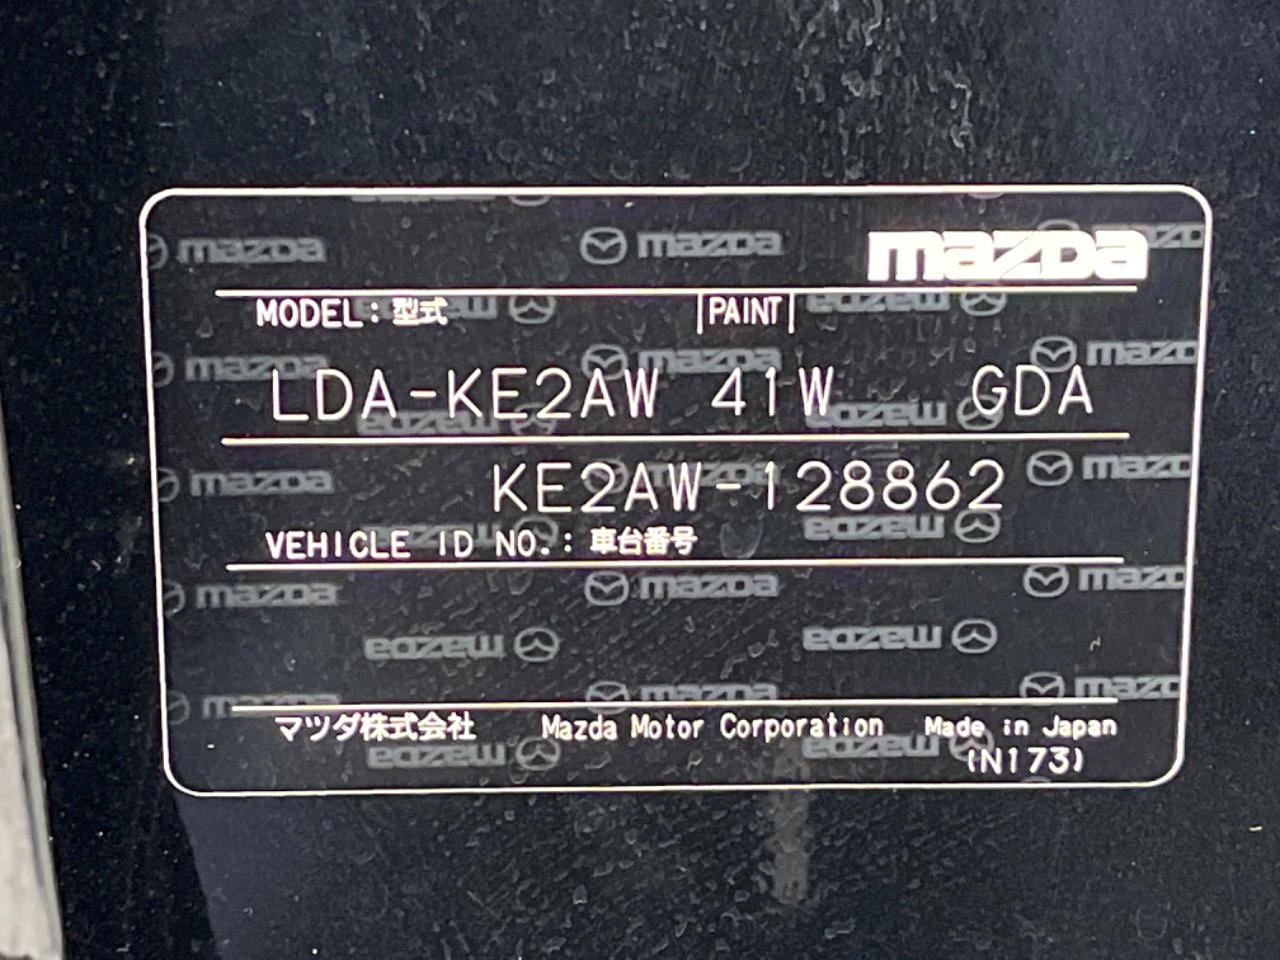 mazda
MODEL：型式 PAINT
LDA-KE2AW 41W GDA
KE2AW-128862
VEHICLE ID NO.：車台番号
マツダ株式会社 Mazda Motor Corporation Made in Japan
(N173)